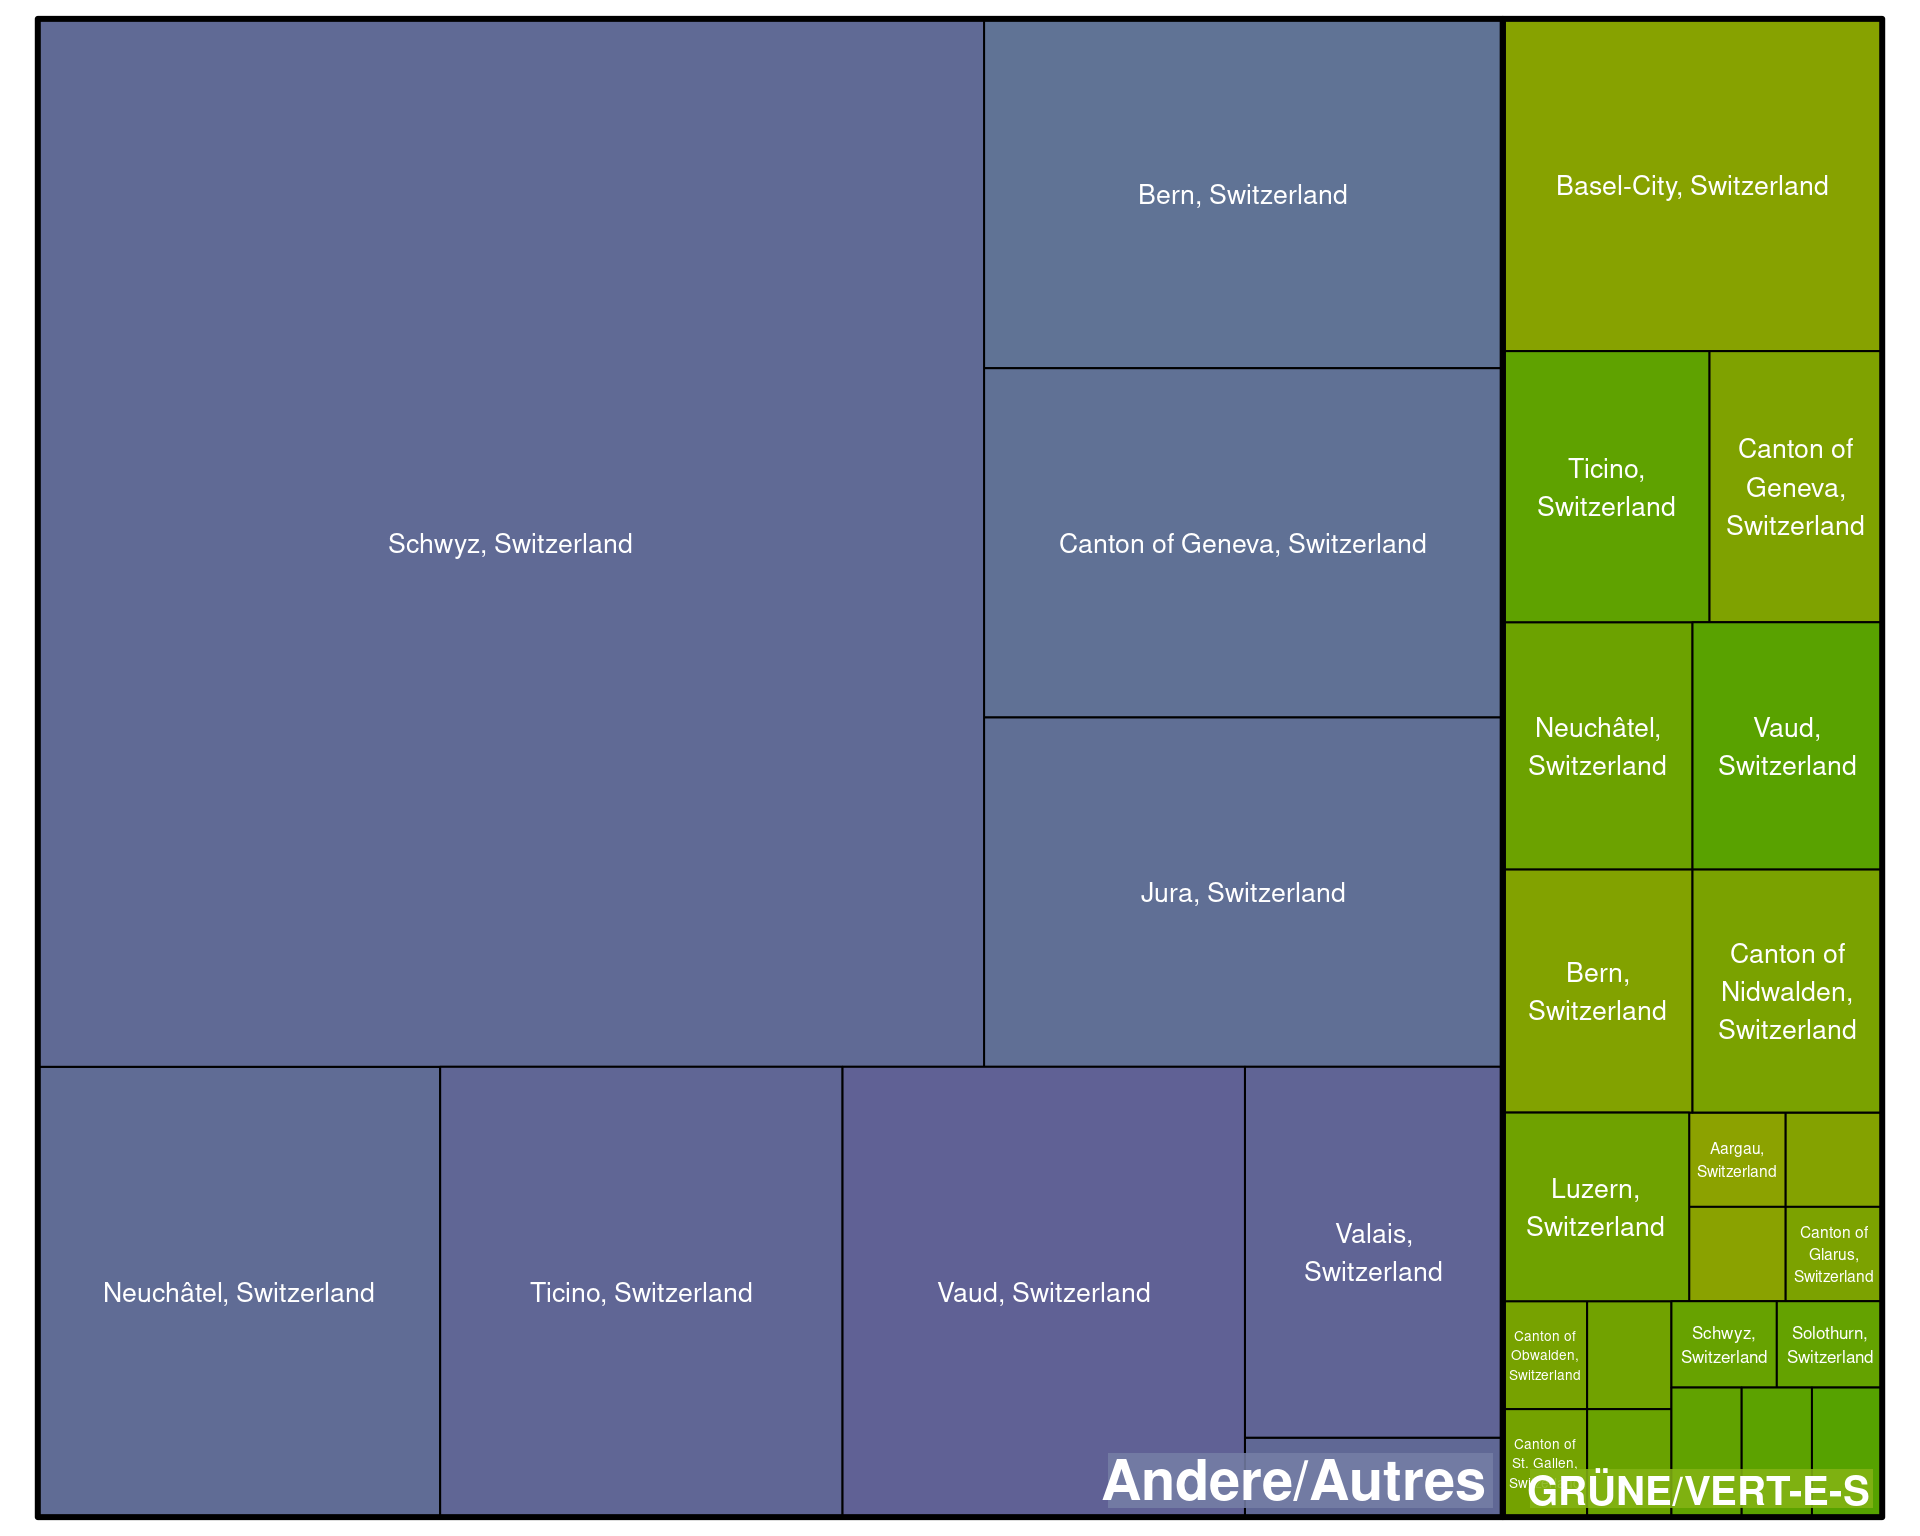 Schwyz, Switzerland
Bern, Switzerland
Canton of Geneva, Switzerland
Jura, Switzerland
Neuchâtel, Switzerland
Ticino, Switzerland
Vaud, Switzerland
Valais,
Switzerland
Andere/Autres
Basel-City, Switzerland
Ticino,
Switzerland
Canton of
Geneva,
Switzerland
Neuchâtel,
Switzerland
Vaud,
Switzerland
Bern,
Switzerland
Canton of
Nidwalden,
Switzerland
Luzern,
Switzerland
Aargau,
Switzerland
Canton of
Glarus,
Switzerland
Canton of
Obwalden,
Switzerland
Schwyz,
Switzerland
Solothurn,
Switzerland
Canton of
St. Gallen,
GRÜNE/VERT-E-S